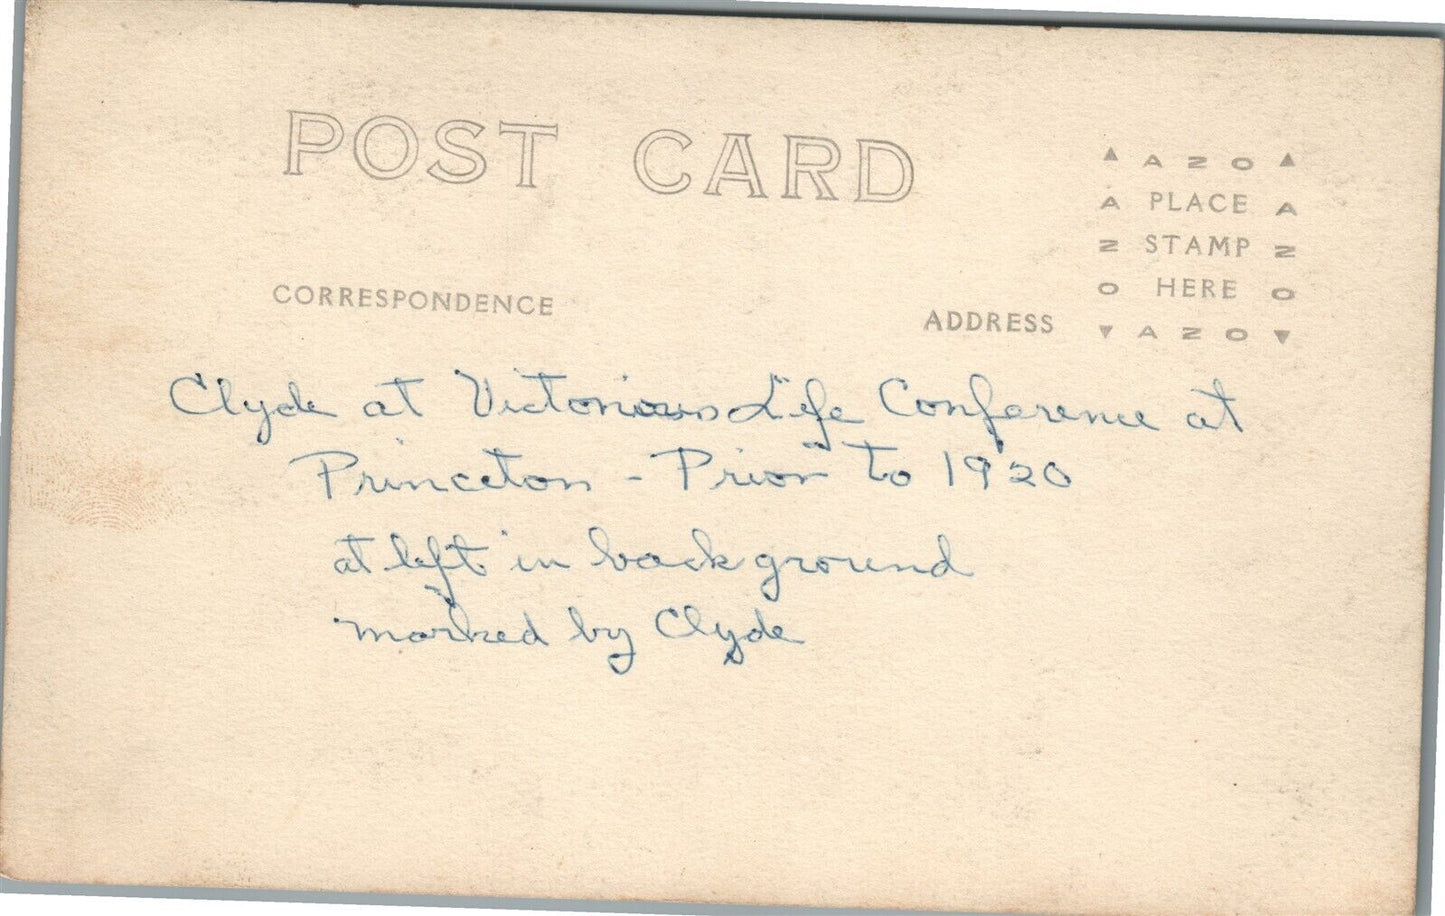 POST CARD
▲ AZO ▲
A PLACE A
Z STAMP Z
O HERE O
▼ AZO ▼
CORRESPONDENCE
ADDRESS
Clyde at "Victorious Life" Conference at
Princeton - Prior to 1920
at left in background
marked by Clyde